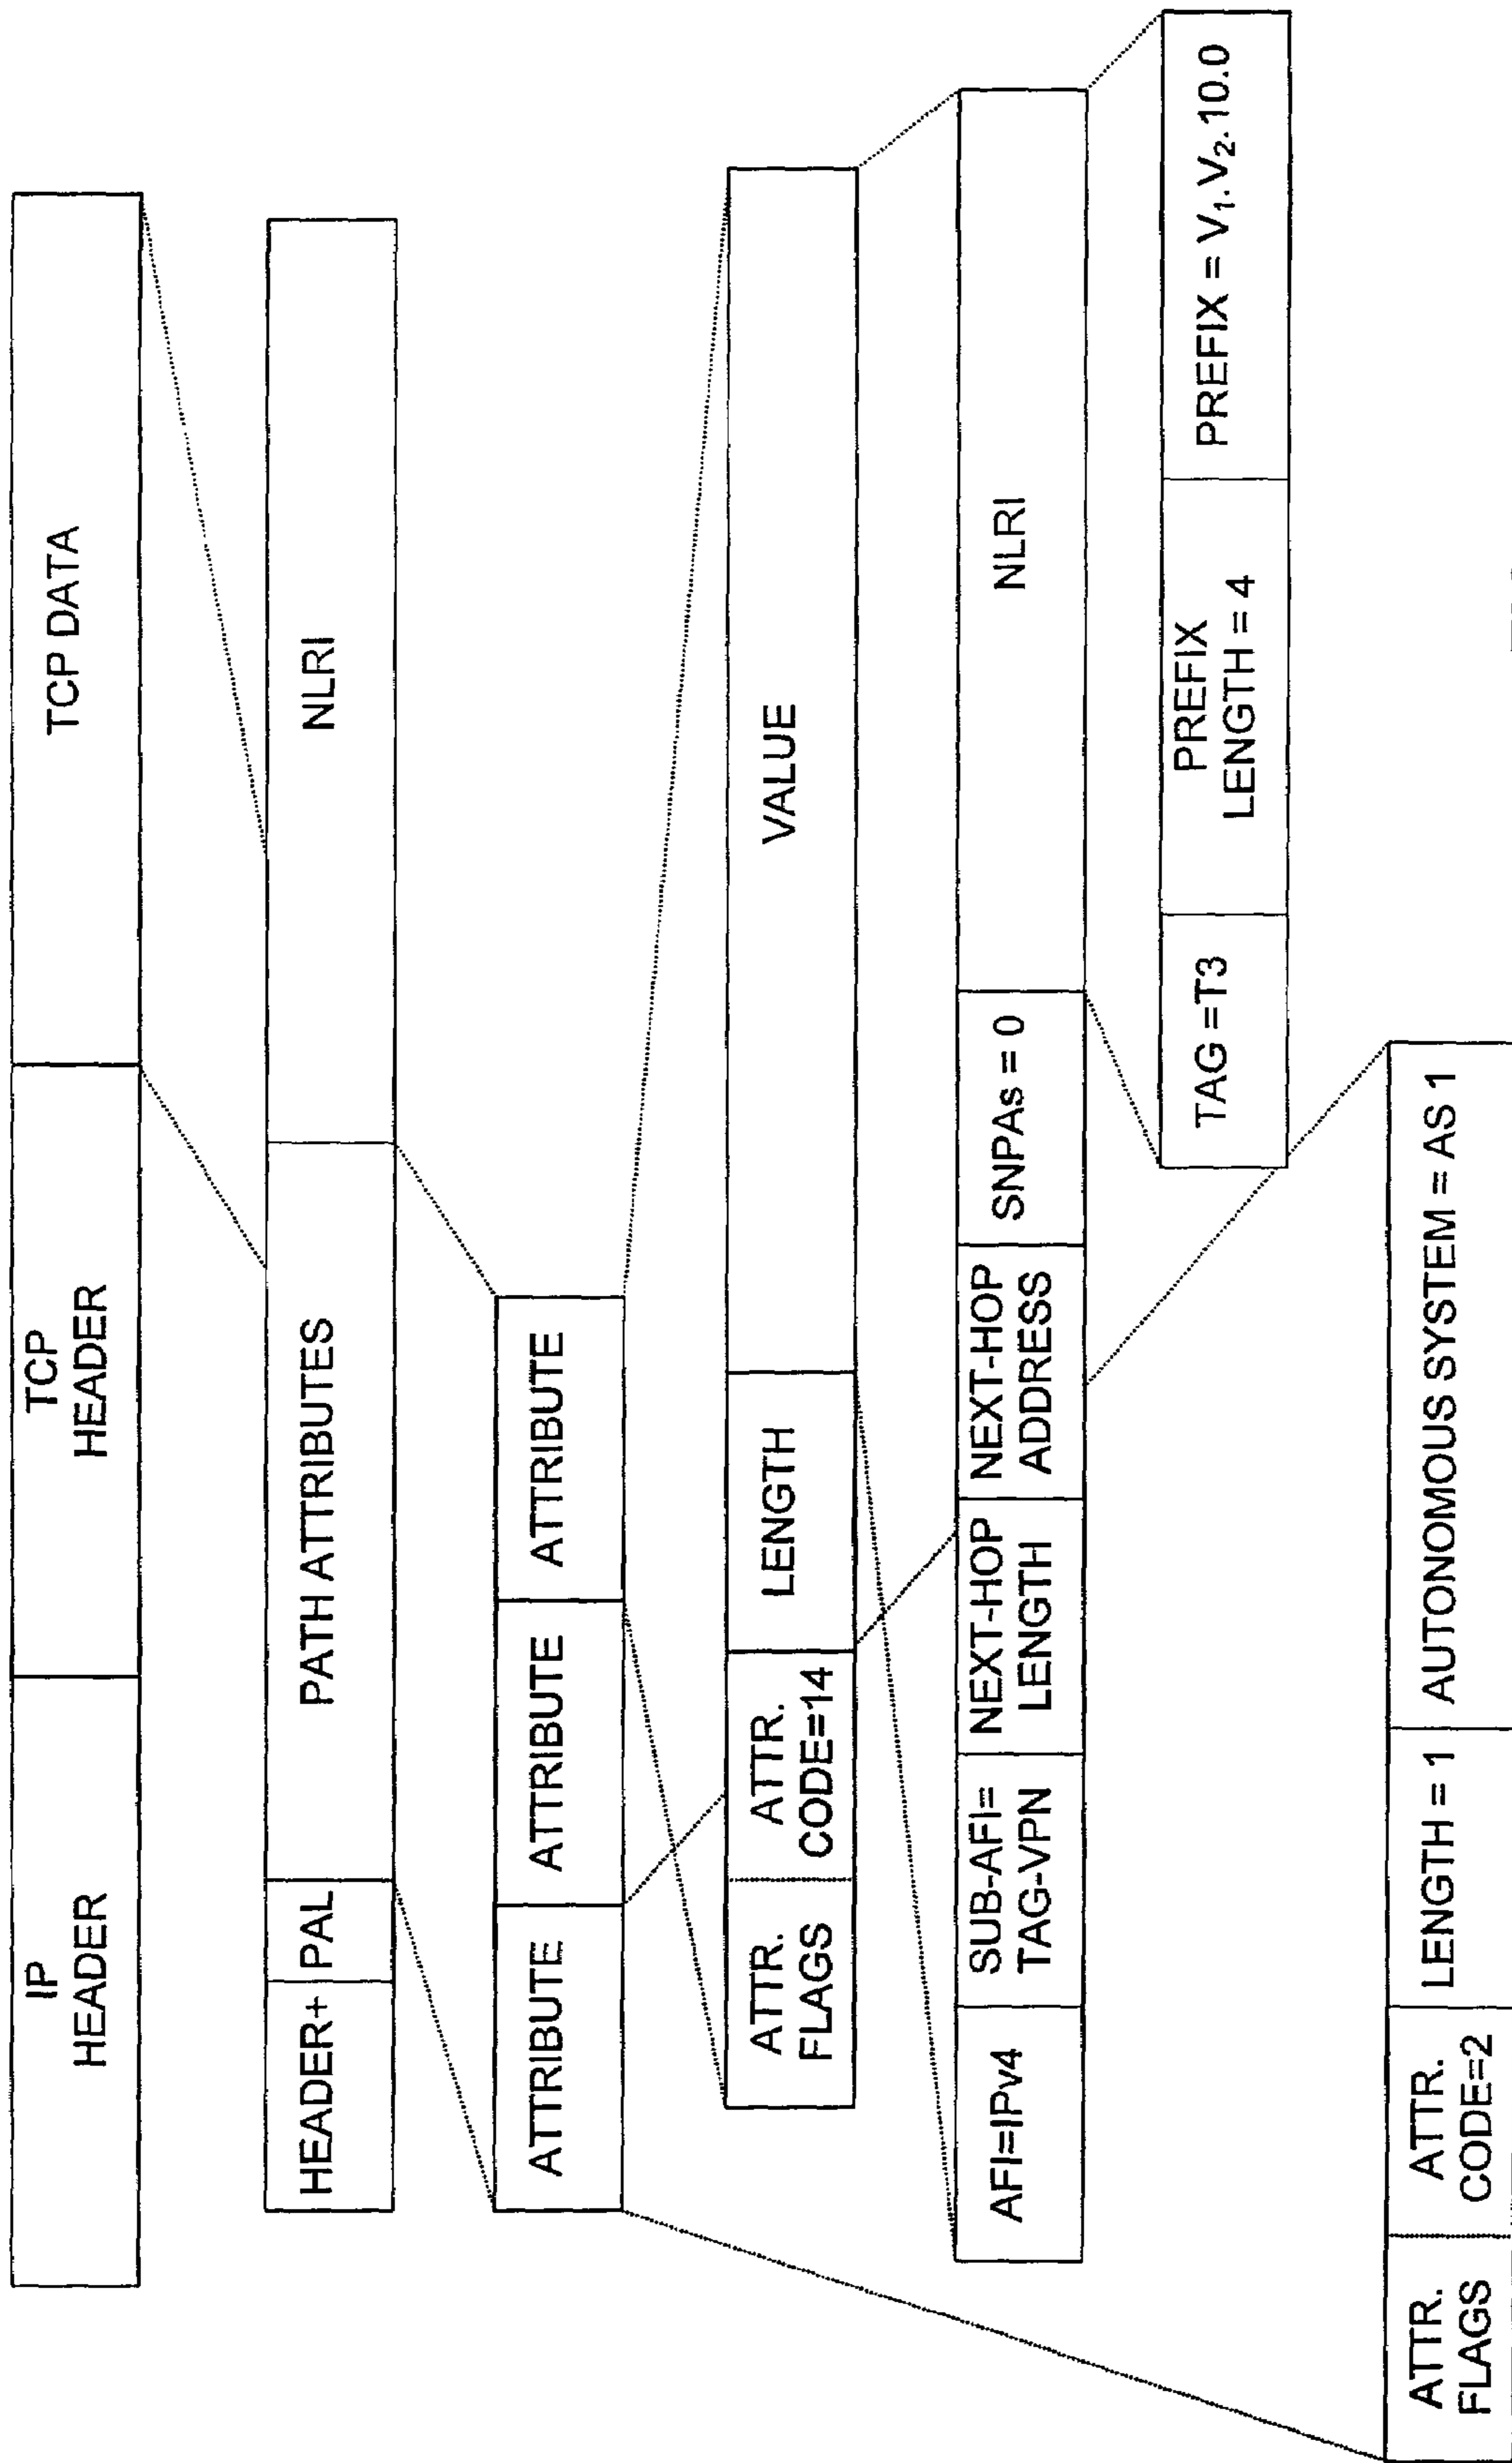 IP
HEADER
TCP
HEADER
TCP DATA
HEADER+
PAL
PATH ATTRIBUTES
NLRI
ATTRIBUTE
ATTRIBUTE
ATTRIBUTE
ATTR.
FLAGS
ATTR.
CODE=14
LENGTH
VALUE
AFI=IPv4
SUB-AFI=
TAG-VPN
NEXT-HOP
LENGTH
NEXT-HOP
ADDRESS
SNPAs = 0
NLRI
TAG =T3
PREFIX
LENGTH = 4
PREFIX = V₁.V₂.10.0
ATTR.
FLAGS
ATTR.
CODE=2
LENGTH = 1
AUTONOMOUS SYSTEM = AS 1